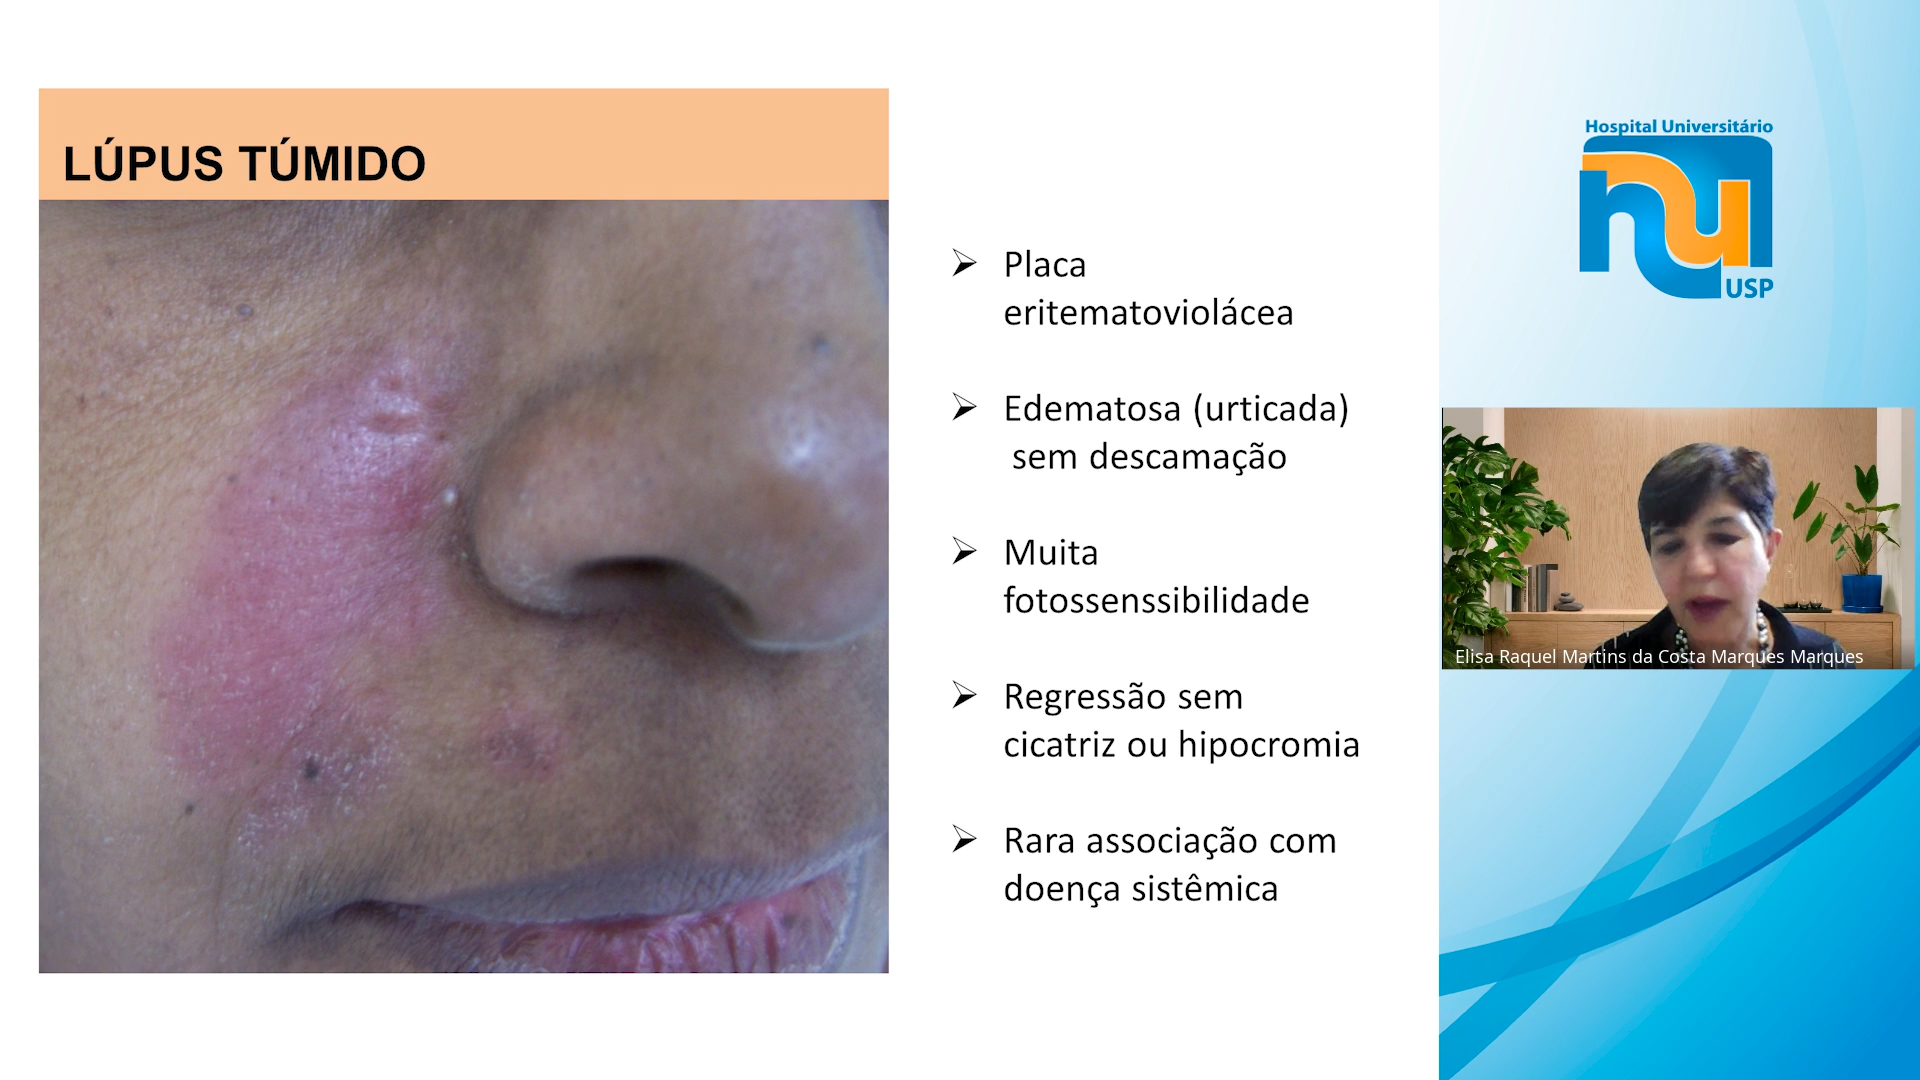 LÚPUS TÚMIDO
Placa
eritematoviolácea
Edematosa (urticada)
sem descamação
Muita
fotossenssibilidade
Regressão sem
cicatriz ou hipocromia
Rara associação com
doença sistêmica
Hospital Universitário
hu
USP
Elisa Raquel Martins da Costa Marques Marques